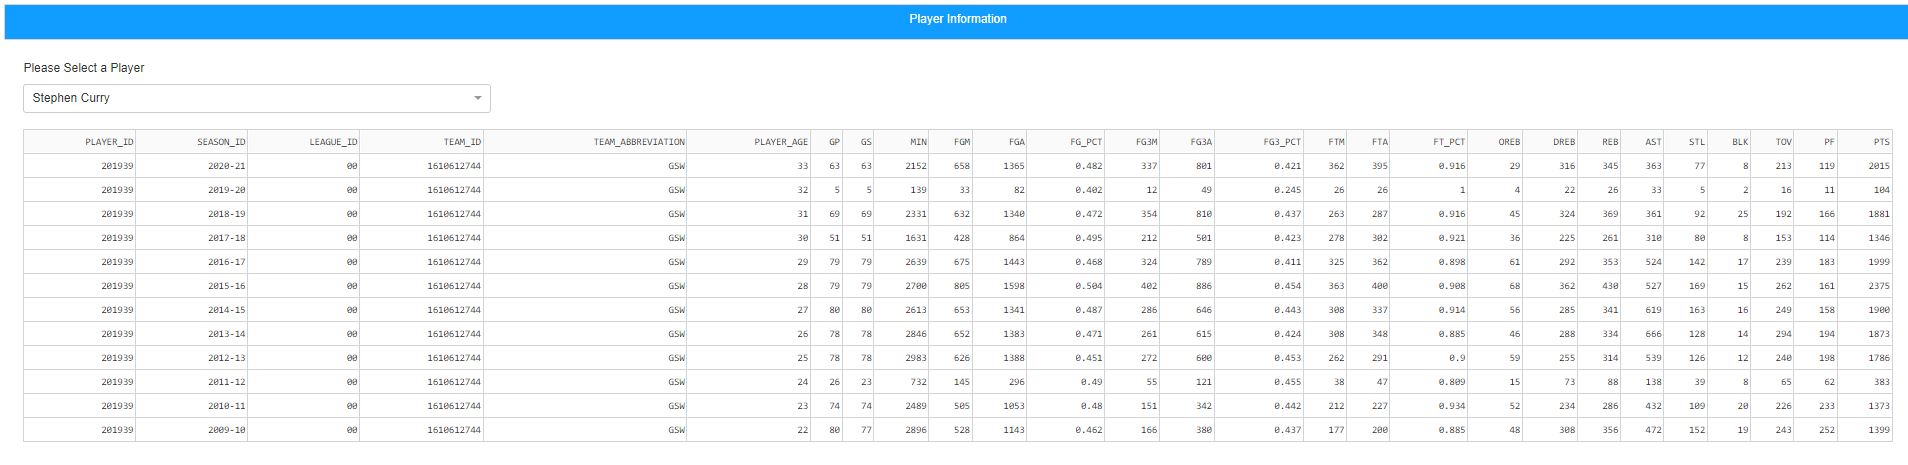 Player Information
Please Select a Player
Stephen Curry
PLAYER_ID SEASON_ID LEAGUE_ID TEAM_ID TEAM_ABBREVIATION PLAYER_AGE GP GS MIN FGM FGA FG_PCT FG3M FG3A FG3_PCT FTM FTA FT_PCT OREB DREB REB AST STL BLK TOV PF PTS
201939 2020-21 00 1610612744 GSW 33 63 63 2152 658 1365 0.482 337 801 0.421 362 395 0.916 29 316 345 363 77 8 213 119 2015
201939 2019-20 00 1610612744 GSW 32 5 5 139 33 82 0.402 12 49 0.245 26 26 1 4 22 26 33 5 2 16 11 104
201939 2018-19 00 1610612744 GSW 31 69 69 2331 632 1340 0.472 354 810 0.437 263 287 0.916 45 324 369 361 92 25 192 166 1881
201939 2017-18 00 1610612744 GSW 30 51 51 1631 428 864 0.495 212 501 0.423 278 302 0.921 36 225 261 310 80 8 153 114 1346
201939 2016-17 00 1610612744 GSW 29 79 79 2639 675 1443 0.468 324 789 0.411 325 362 0.898 61 292 353 524 142 17 239 183 1999
201939 2015-16 00 1610612744 GSW 28 79 79 2700 805 1598 0.504 402 886 0.454 363 400 0.908 68 362 430 527 169 15 262 161 2375
201939 2014-15 00 1610612744 GSW 27 80 80 2613 653 1341 0.487 286 646 0.443 308 337 0.914 56 285 341 619 163 16 249 158 1900
201939 2013-14 00 1610612744 GSW 26 78 78 2846 652 1383 0.471 261 615 0.424 308 348 0.885 46 288 334 666 128 14 294 194 1873
201939 2012-13 00 1610612744 GSW 25 78 78 2983 626 1388 0.451 272 600 0.453 262 291 0.9 59 255 314 539 126 12 240 198 1786
201939 2011-12 00 1610612744 GSW 24 26 23 732 145 296 0.49 55 121 0.455 38 47 0.809 15 73 88 138 39 8 65 62 383
201939 2010-11 00 1610612744 GSW 23 74 74 2489 505 1053 0.48 151 342 0.442 212 227 0.934 52 234 286 432 109 20 226 233 1373
201939 2009-10 00 1610612744 GSW 22 80 77 2896 528 1143 0.462 166 380 0.437 177 200 0.885 48 308 356 472 152 19 243 252 1399